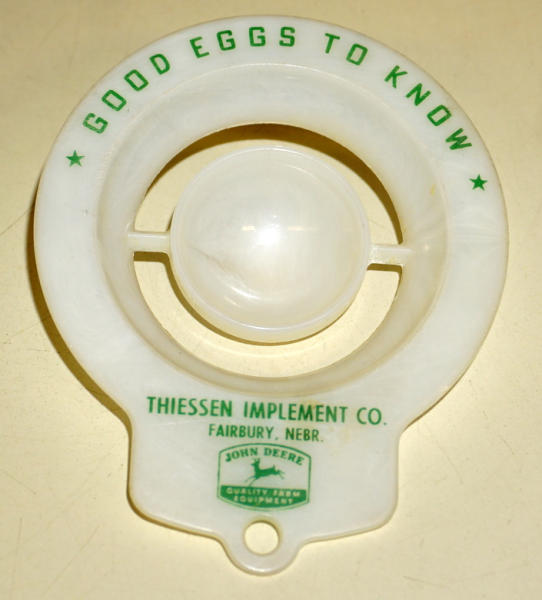 ★ GOOD EGGS TO KNOW ★
THIESSEN IMPLEMENT CO.
FAIRBURY, NEBR.
JOHN DEERE
QUALITY FARM
EQUIPMENT